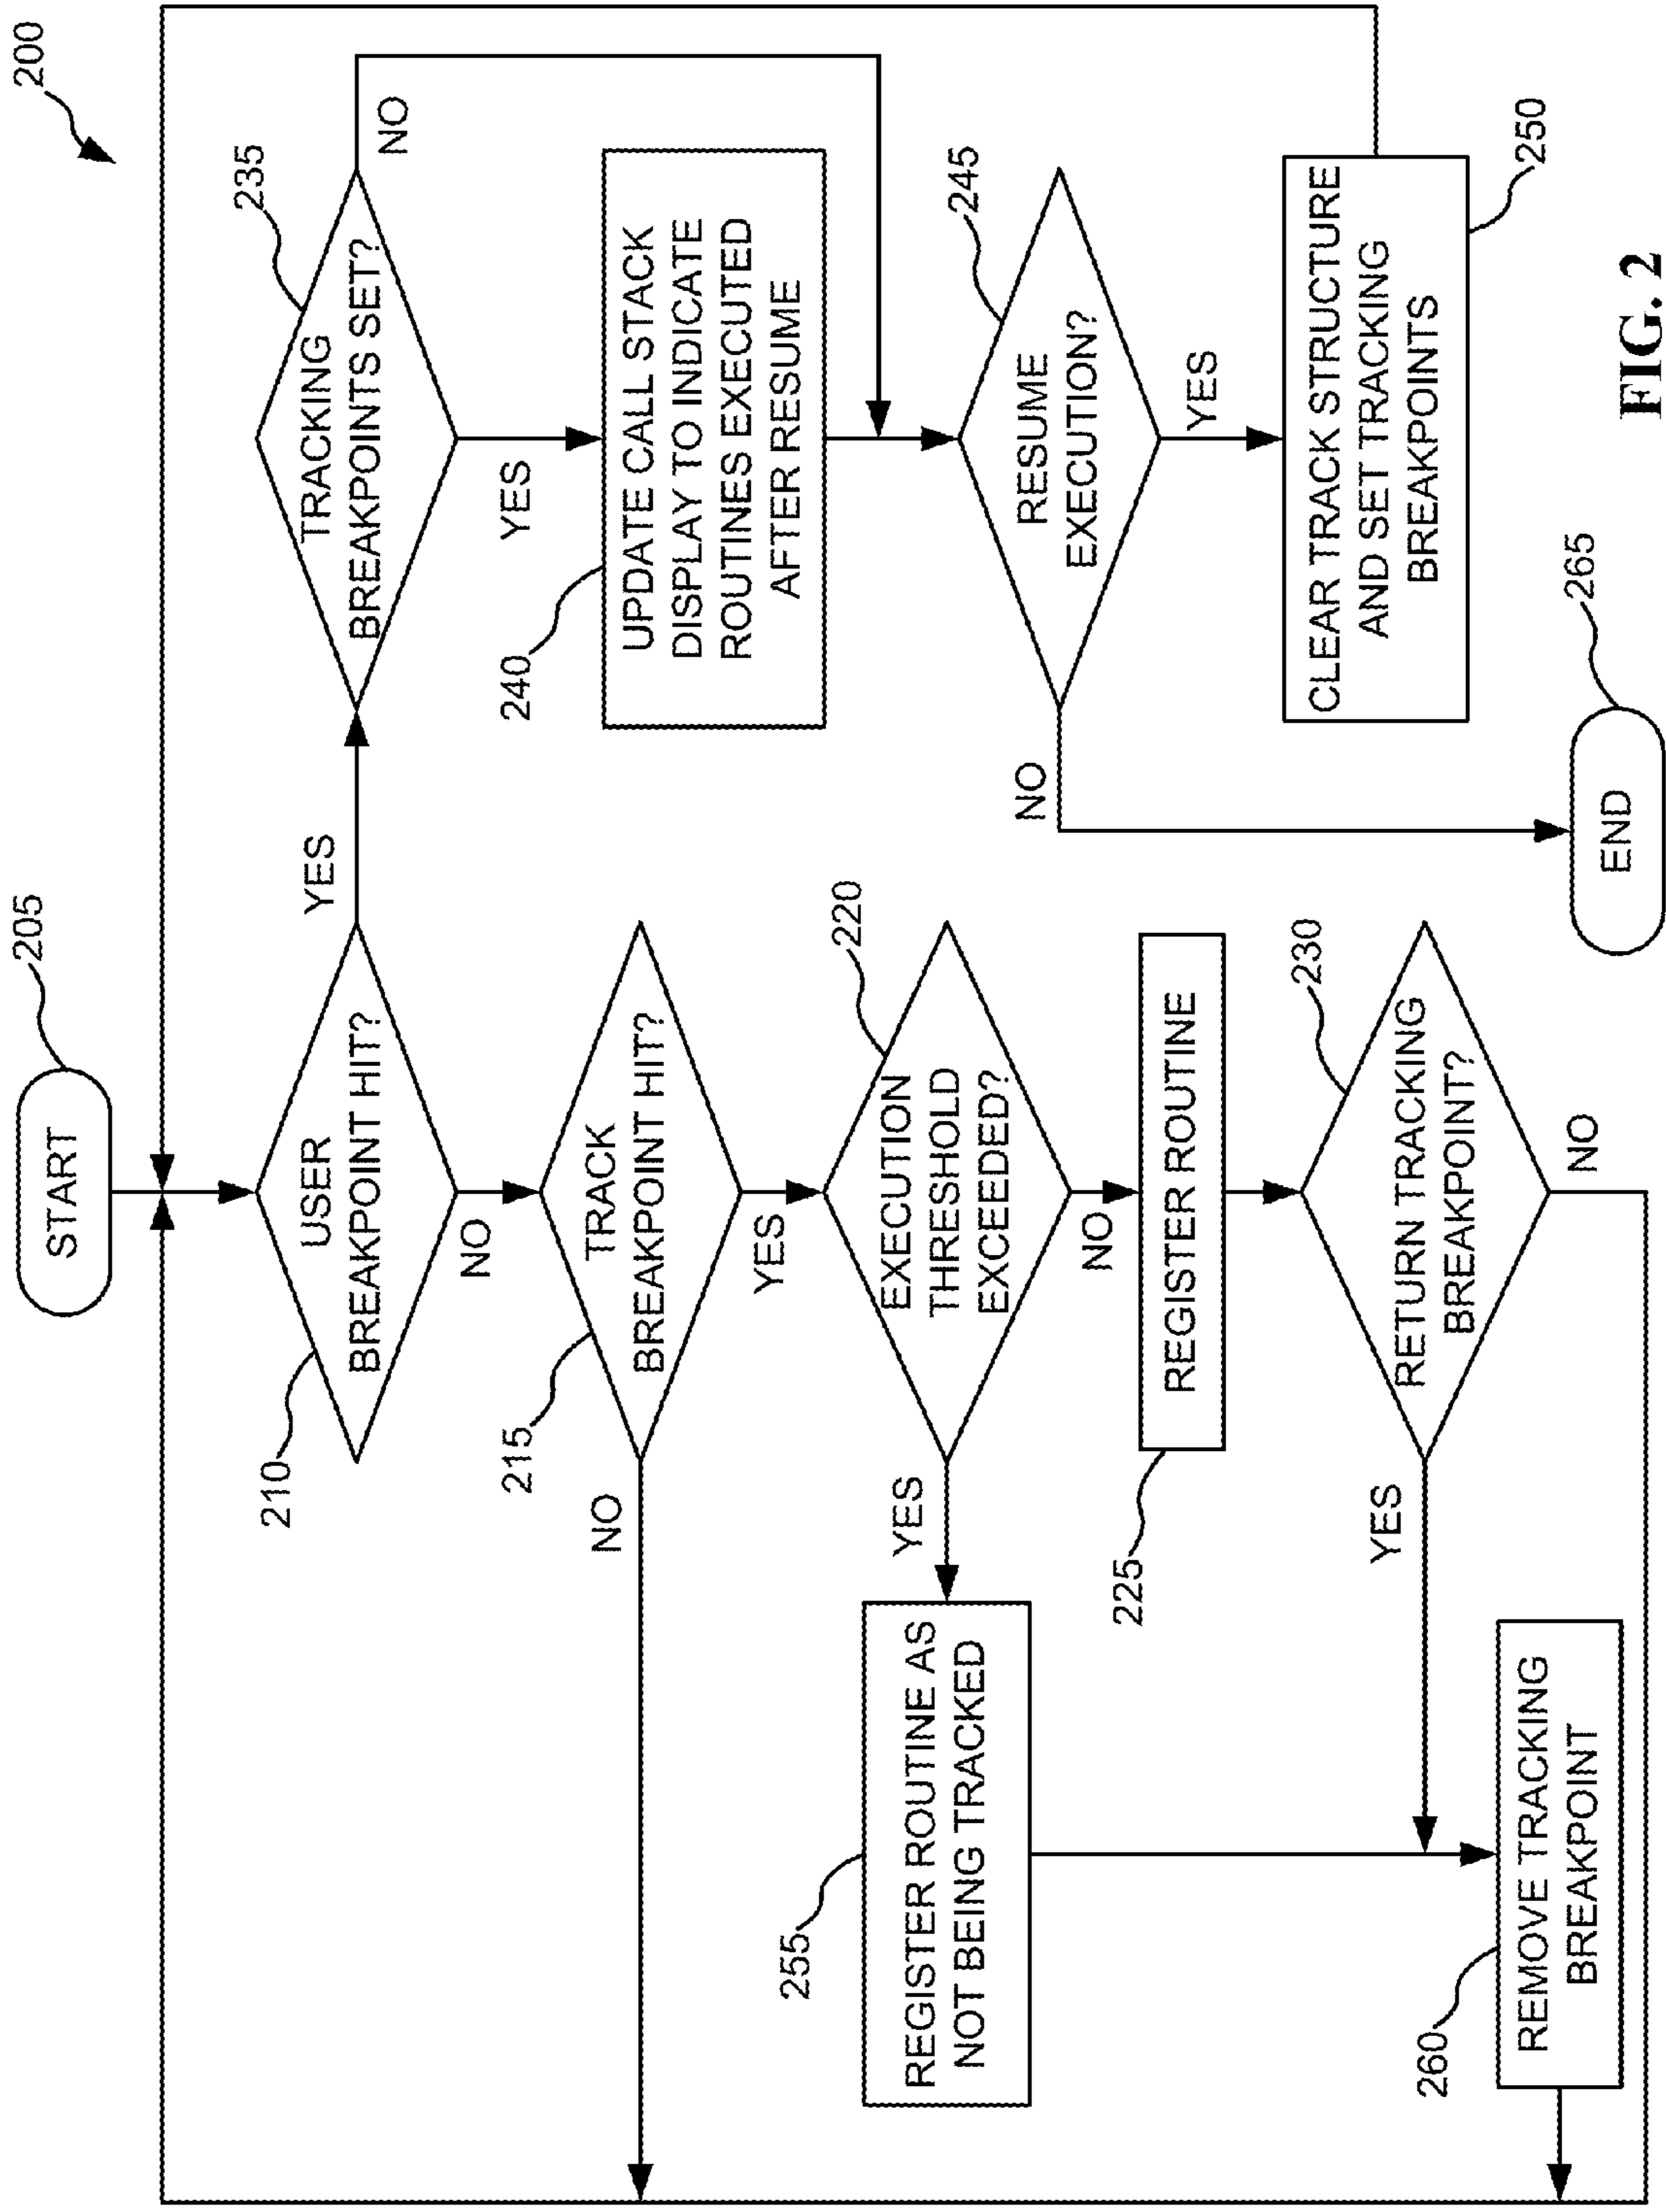 200
START
205
USER
BREAKPOINT HIT?
210
YES
NO
TRACK
BREAKPOINT HIT?
215
NO
YES
EXECUTION
THRESHOLD
EXCEEDED?
220
YES
NO
REGISTER ROUTINE AS
NOT BEING TRACKED
255
REGISTER ROUTINE
225
RETURN TRACKING
BREAKPOINT?
230
YES
NO
REMOVE TRACKING
BREAKPOINT
260
TRACKING
BREAKPOINTS SET?
235
NO
YES
UPDATE CALL STACK
DISPLAY TO INDICATE
ROUTINES EXECUTED
AFTER RESUME
240
RESUME
EXECUTION?
245
NO
YES
CLEAR TRACK STRUCTURE
AND SET TRACKING
BREAKPOINTS
250
END
265
FIG. 2